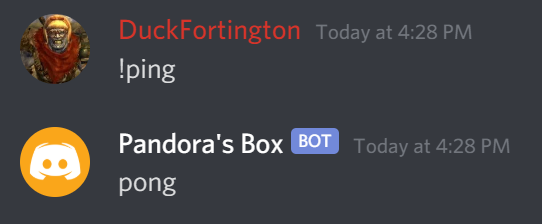 DuckFortington Today at 4:28 PM
!ping
Pandora's Box BOT Today at 4:28 PM
pong